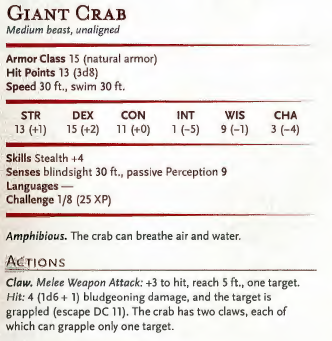 GIANT CRAB
Medium beast, unaligned
Armor Class 15 (natural armor)
Hit Points 13 (3d8)
Speed 30 ft., swim 30 ft.
STR DEX CON INT WIS CHA
13 (+1) 15 (+2) 11 (+0) 1 (−5) 9 (−1) 3 (−4)
Skills Stealth +4
Senses blindsight 30 ft., passive Perception 9
Languages —
Challenge 1/8 (25 XP)
Amphibious. The crab can breathe air and water.
ACTIONS
Claw. Melee Weapon Attack: +3 to hit, reach 5 ft., one target.
Hit: 4 (1d6 + 1) bludgeoning damage, and the target is
grappled (escape DC 11). The crab has two claws, each of
which can grapple only one target.